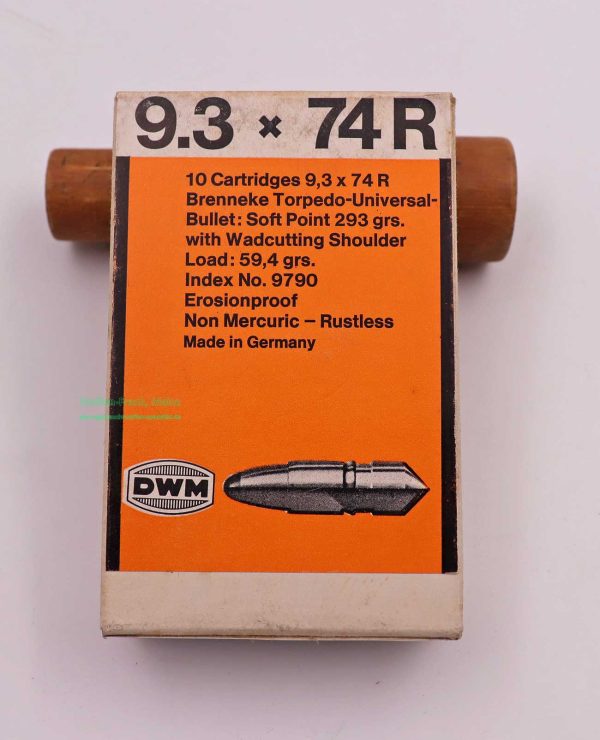 9.3 × 74 R
10 Cartridges 9,3 x 74 R
Brenneke Torpedo-Universal-
Bullet: Soft Point 293 grs.
with Wadcutting Shoulder
Load: 59,4 grs.
Index No. 9790
Erosionproof
Non Mercuric – Rustless
Made in Germany
DWM